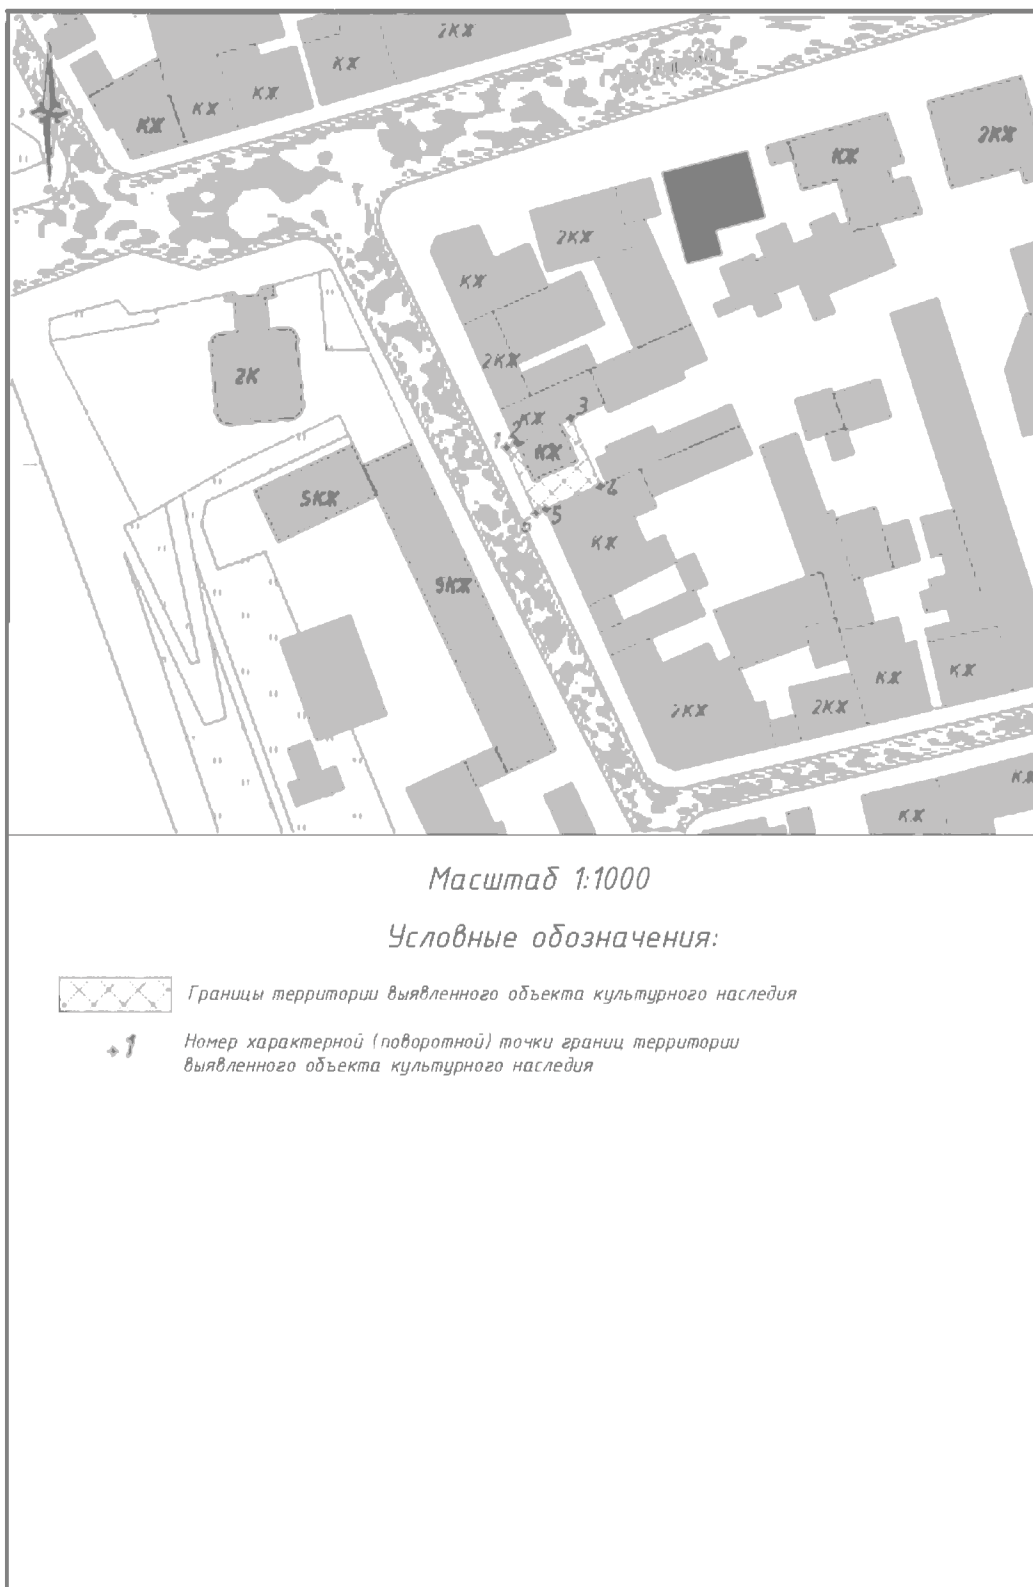 2КЖ
КЖ
КЖ
КЖ
КЖ
2КЖ
КЖ
2КЖ
КЖ
2КЖ
2К
КЖ
3
1 2
КЖ
4
5КЖ
6 5
КЖ
9КЖ
КЖ
КЖ
2КЖ
2КЖ
КЖ
КЖ
Масштаб 1:1000
Условные обозначения:
Границы территории выявленного объекта культурного наследия
1
Номер характерной (поворотной) точки границ территории
выявленного объекта культурного наследия